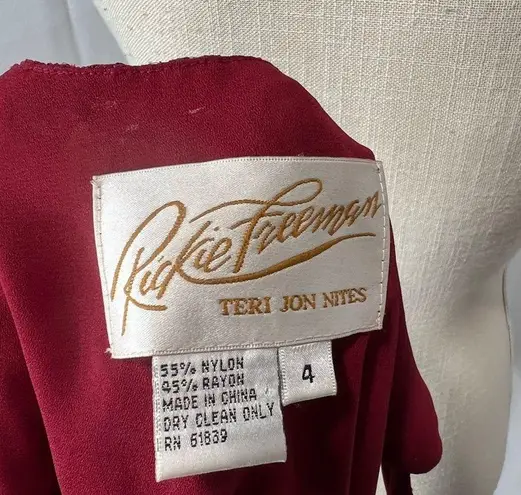 Rickie Freeman
TERI JON NITES
55% NYLON
45% RAYON
MADE IN CHINA
DRY CLEAN ONLY
RN 61839
4